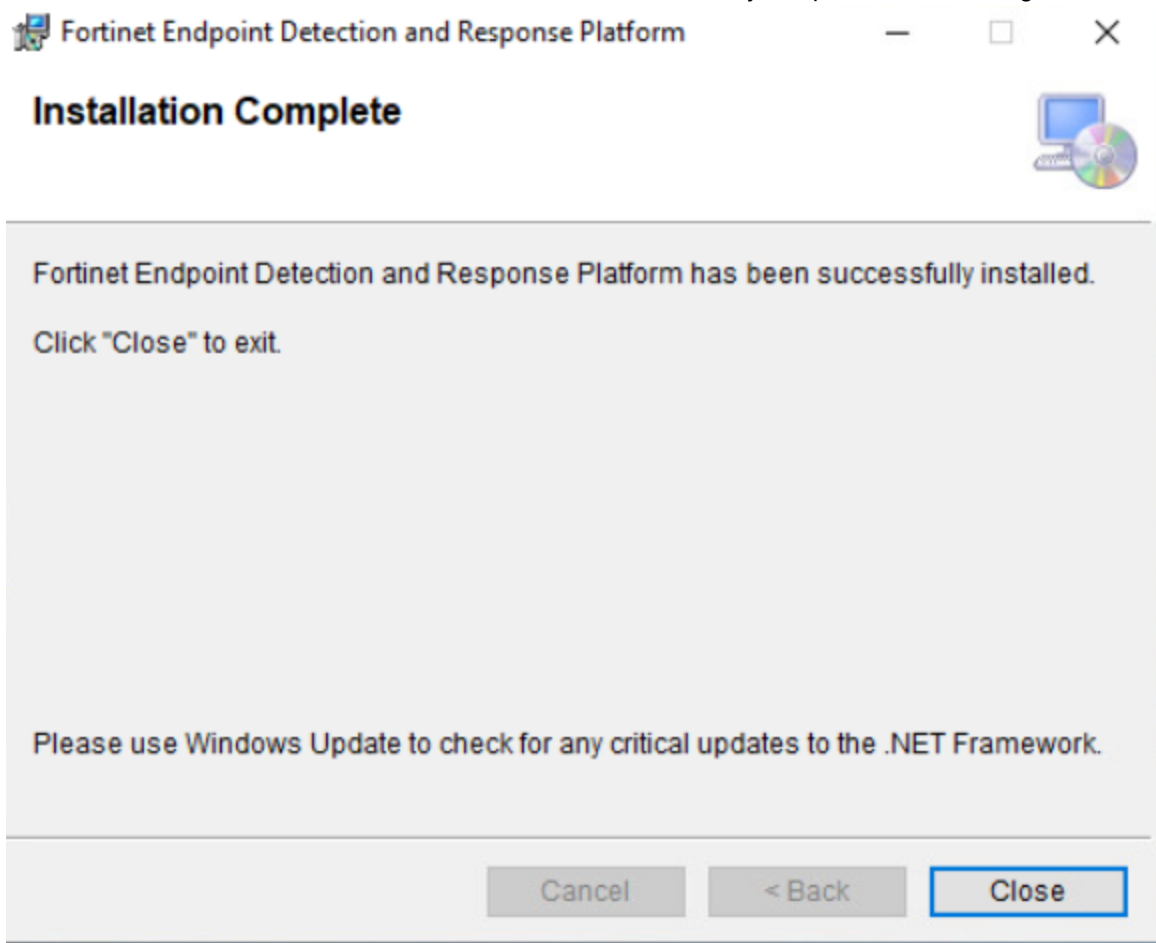 Fortinet Endpoint Detection and Response Platform
Installation Complete
Fortinet Endpoint Detection and Response Platform has been successfully installed.
Click "Close" to exit.
Please use Windows Update to check for any critical updates to the .NET Framework.
Cancel
< Back
Close